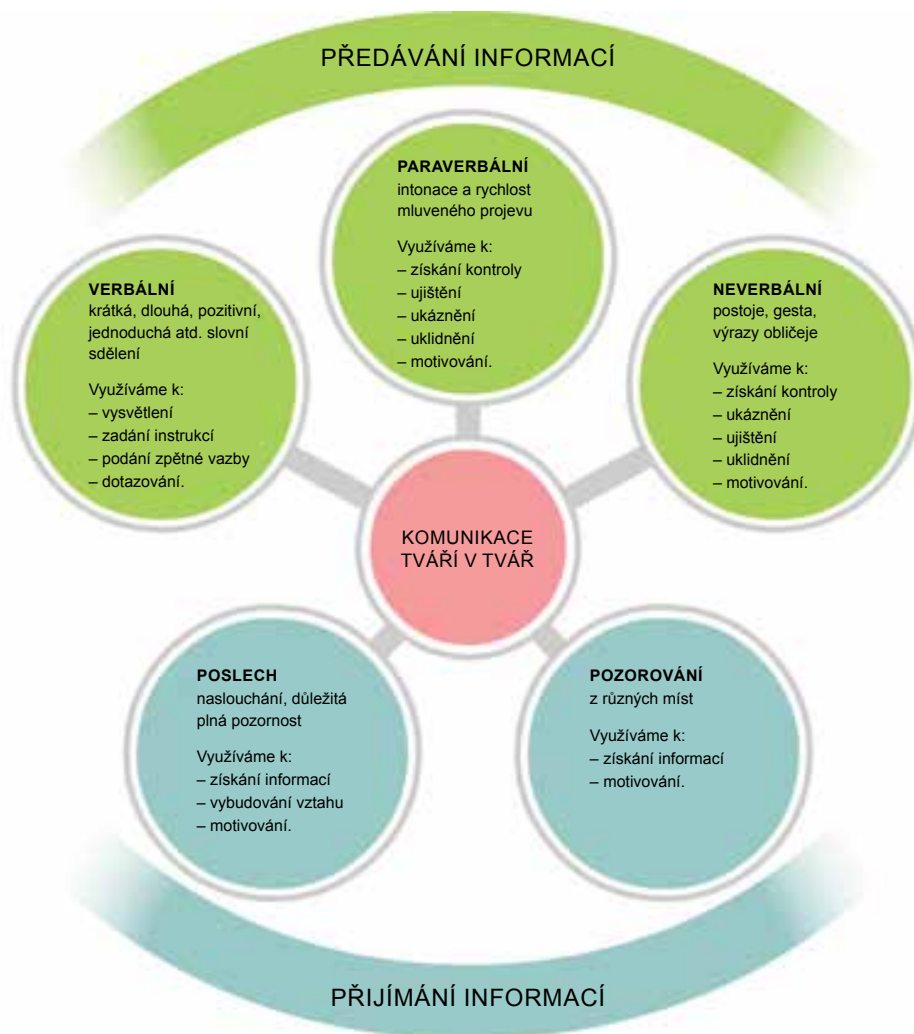 PŘEDÁVÁNÍ INFORMACÍ
PARAVERBÁLNÍ
intonace a rychlost
mluveného projevu
Využíváme k:
– získání kontroly
– ujištění
– ukáznění
– uklidnění
– motivování.
VERBÁLNÍ
krátká, dlouhá, pozitivní,
jednoduchá atd. slovní
sdělení
Využíváme k:
– vysvětlení
– zadání instrukcí
– podání zpětné vazby
– dotazování.
NEVERBÁLNÍ
postoje, gesta,
výrazy obličeje
Využíváme k:
– získání kontroly
– ukáznění
– ujištění
– uklidnění
– motivování.
KOMUNIKACE
TVÁŘÍ V TVÁŘ
POSLECH
naslouchání, důležitá
plná pozornost
Využíváme k:
– získání informací
– vybudování vztahu
– motivování.
POZOROVÁNÍ
z různých míst
Využíváme k:
– získání informací
– motivování.
PŘIJÍMÁNÍ INFORMACÍ